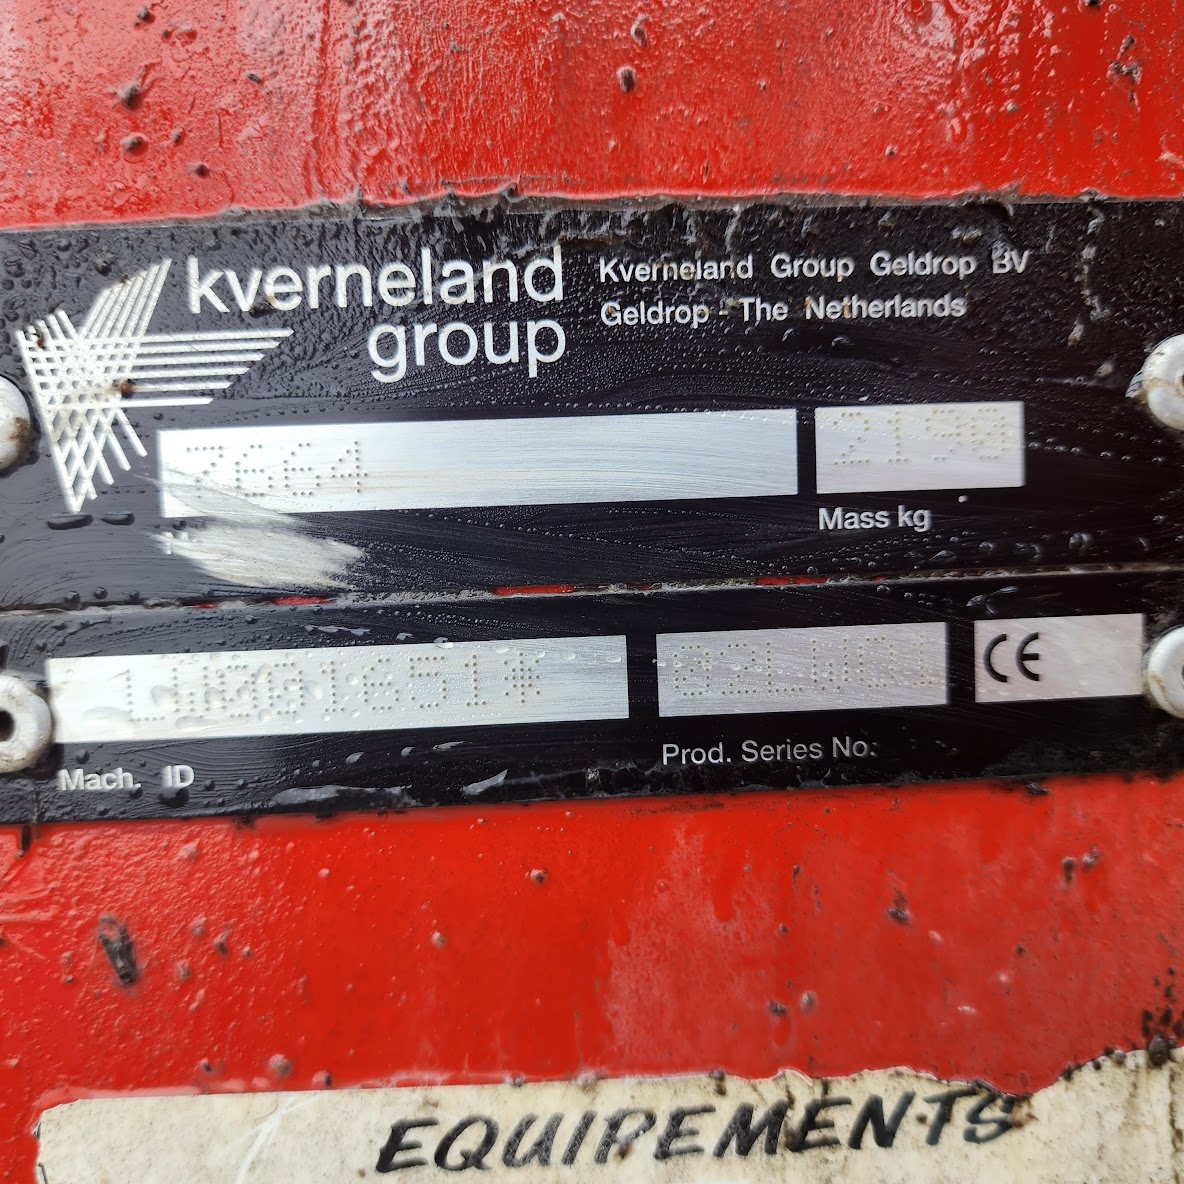 kverneland
group
Kverneland Group Geldrop BV
Geldrop - The Netherlands
7664
2190
Mass kg
CE
Mach. ID
Prod. Series No.
EQUIPEMENTS